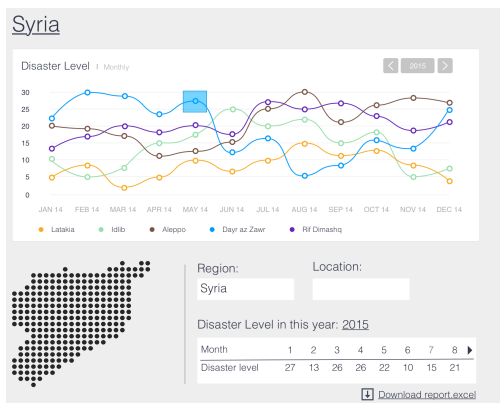 Syria
Disaster Level | Monthly
2015
30
25
20
15
10
5
0
JAN 14 FEB 14 MAR 14 APR 14 MAY 14 JUN 14 JUL 14 AUG 14 SEP 14 OCT 14 NOV 14 DEC 14
Latakia Idlib Aleppo Dayr az Zawr Rif Dimashq
Region: Location:
Syria
Disaster Level in this year: 2015
Month 1 2 3 4 5 6 7 8
Disaster level 27 13 26 26 22 10 15 21
Download report.excel